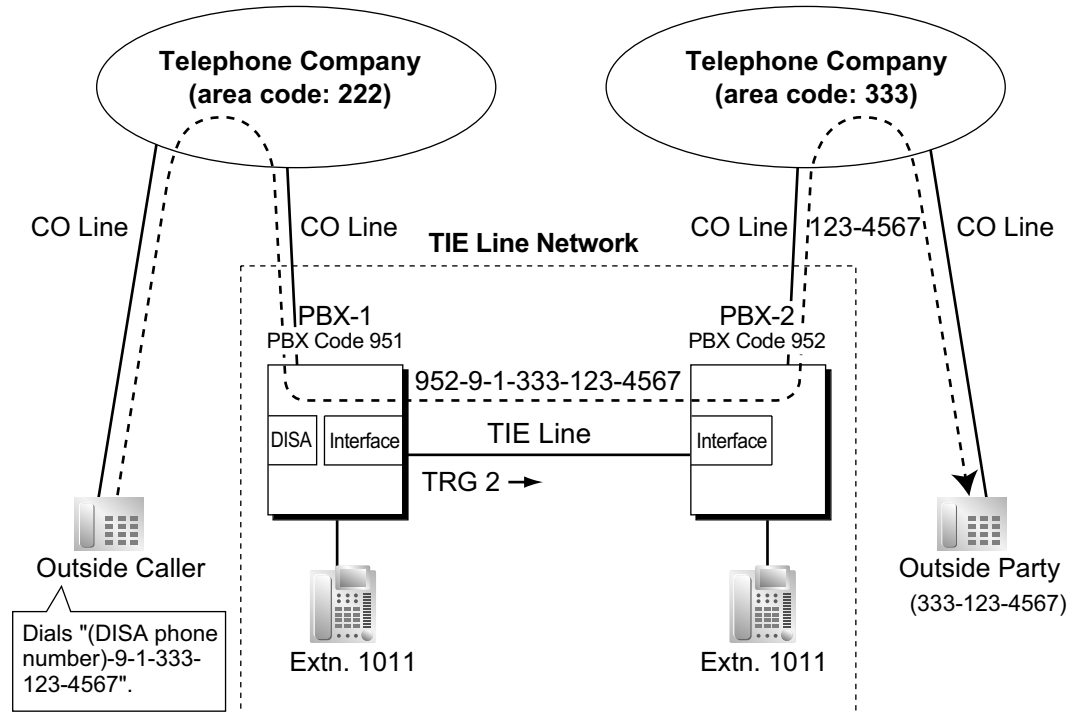 Telephone Company
(area code: 222)
Telephone Company
(area code: 333)
CO Line
CO Line
CO Line
123-4567
CO Line
TIE Line Network
PBX-1
PBX Code 951
PBX-2
PBX Code 952
952-9-1-333-123-4567
DISA
Interface
TIE Line
Interface
TRG 2
Outside Caller
Outside Party
(333-123-4567)
Dials "(DISA phone
number)-9-1-333-
123-4567".
Extn. 1011
Extn. 1011